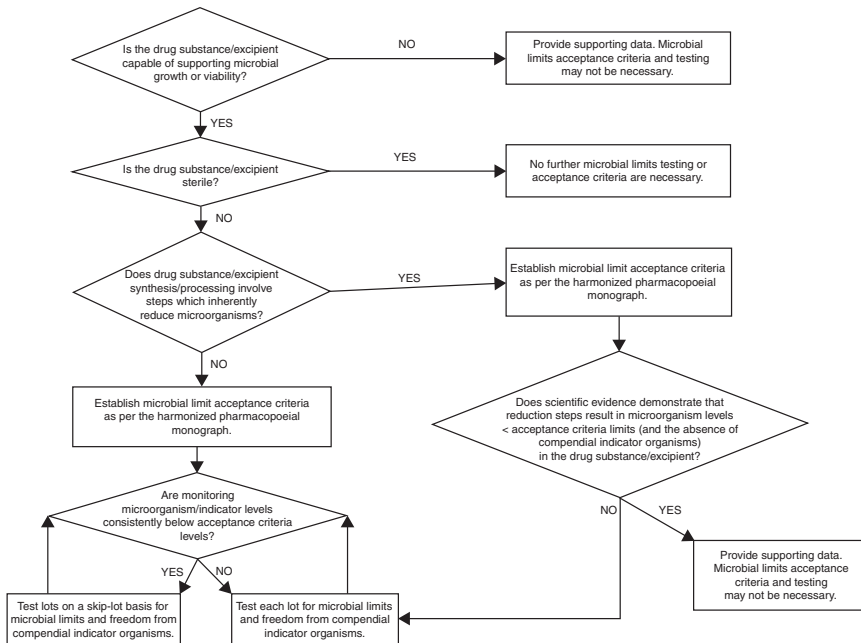 Is the drug substance/excipient
capable of supporting microbial
growth or viability?
NO
Provide supporting data. Microbial
limits acceptance criteria and testing
may not be necessary.
YES
Is the drug substance/excipient
sterile?
YES
No further microbial limits testing or
acceptance criteria are necessary.
NO
Does drug substance/excipient
synthesis/processing involve
steps which inherently
reduce microorganisms?
YES
Establish microbial limit acceptance criteria
as per the harmonized pharmacopoeial
monograph.
NO
Establish microbial limit acceptance criteria
as per the harmonized pharmacopoeial
monograph.
Does scientific evidence demonstrate that
reduction steps result in microorganism levels
< acceptance criteria limits (and the absence of
compendial indicator organisms)
in the drug substance/excipient?
Are monitoring
microorganism/indicator levels
consistently below acceptance criteria
levels?
NO
YES
YES
NO
Provide supporting data.
Microbial limits acceptance
criteria and testing
may not be necessary.
Test lots on a skip-lot basis for
microbial limits and freedom from
compendial indicator organisms.
Test each lot for microbial limits
and freedom from compendial
indicator organisms.